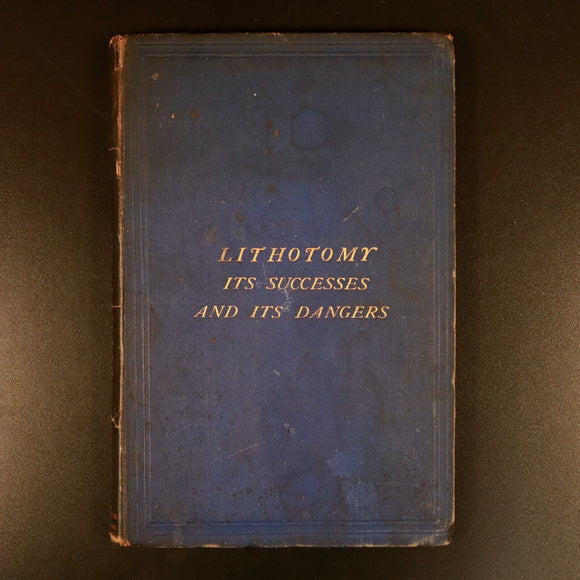 LITHOTOMY
ITS SUCCESSES
AND ITS DANGERS